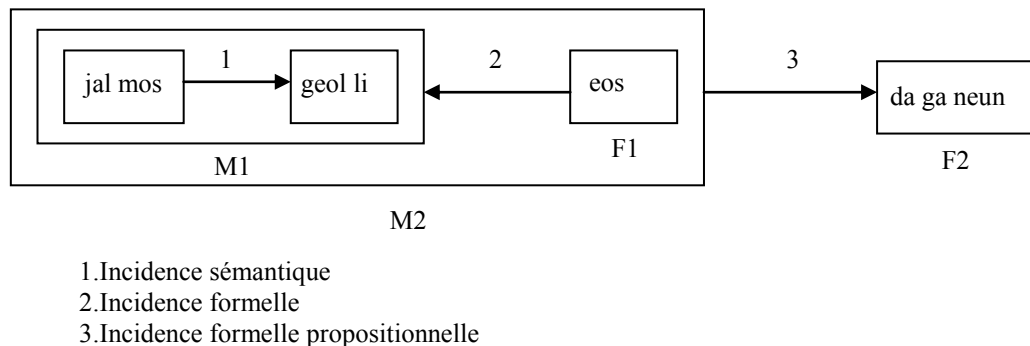 1 2 3
jal mos geol li eos da ga neun
M1 F1 F2
M2
1.Incidence sémantique
2.Incidence formelle
3.Incidence formelle propositionnelle